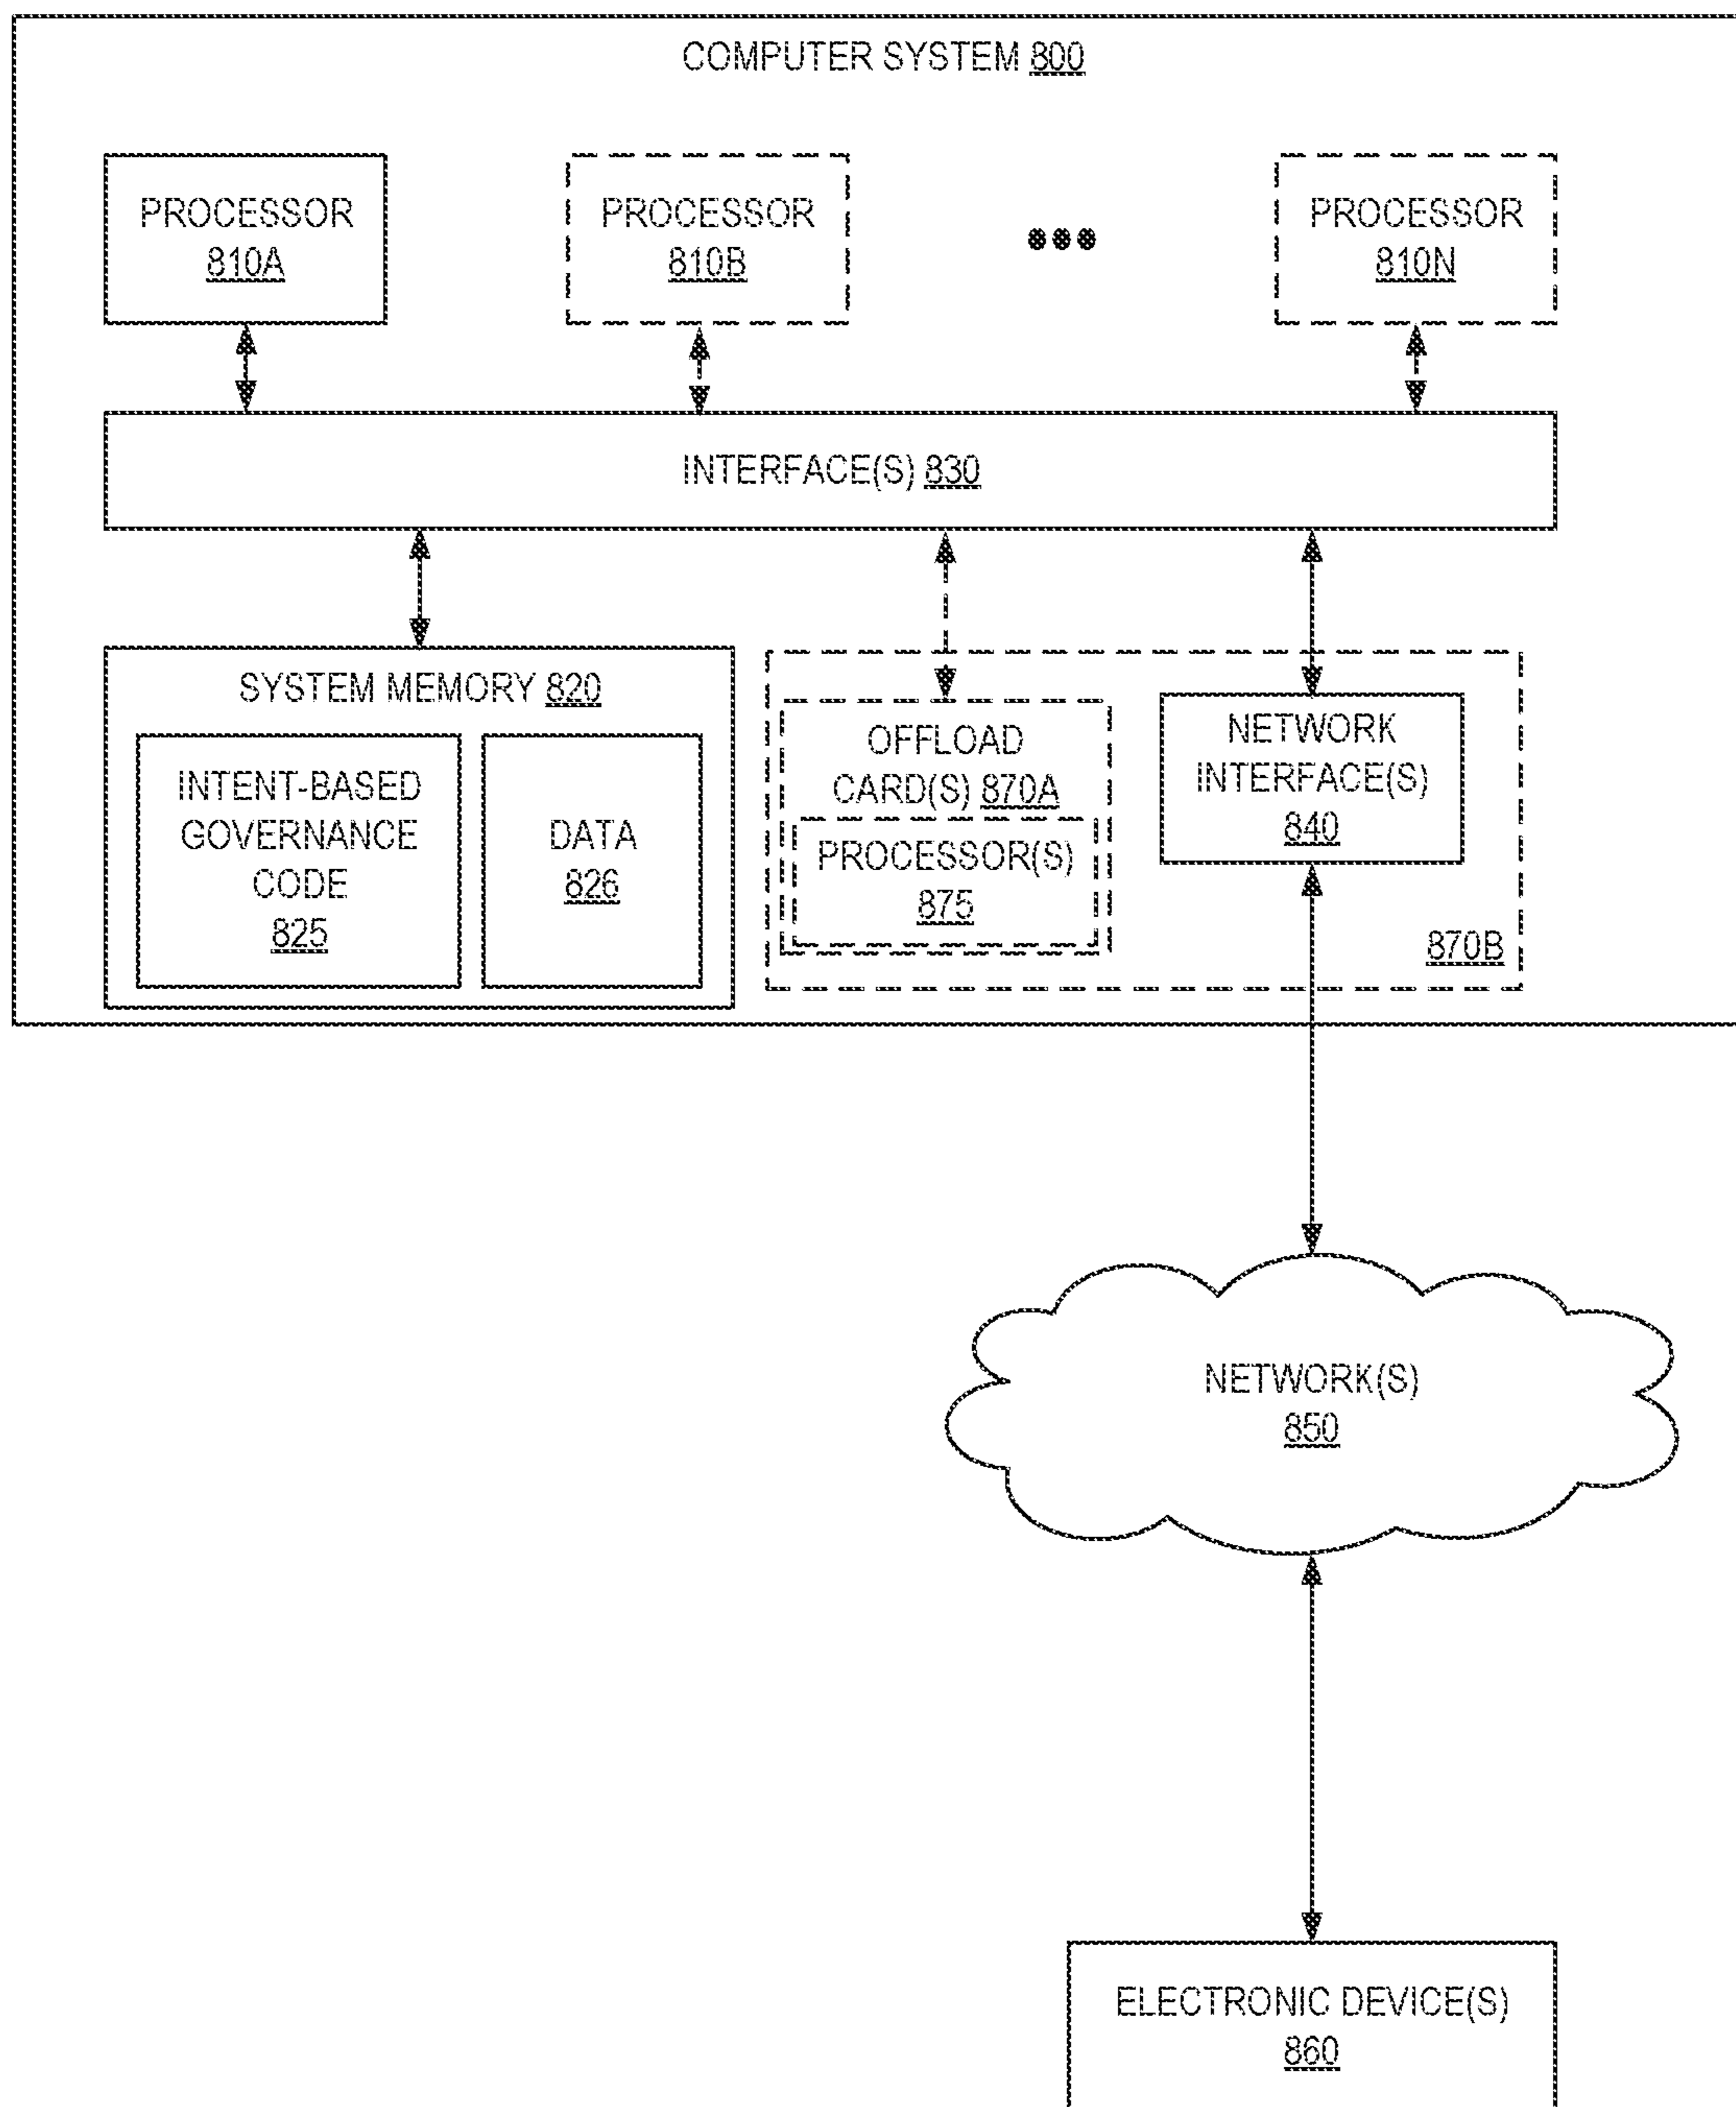 COMPUTER SYSTEM 800
PROCESSOR
810A
PROCESSOR
810B
PROCESSOR
810N
INTERFACE(S) 830
SYSTEM MEMORY 820
INTENT-BASED
GOVERNANCE
CODE
825
DATA
826
OFFLOAD
CARD(S) 870A
PROCESSOR(S)
875
NETWORK
INTERFACE(S)
840
870B
NETWORK(S)
850
ELECTRONIC DEVICE(S)
860